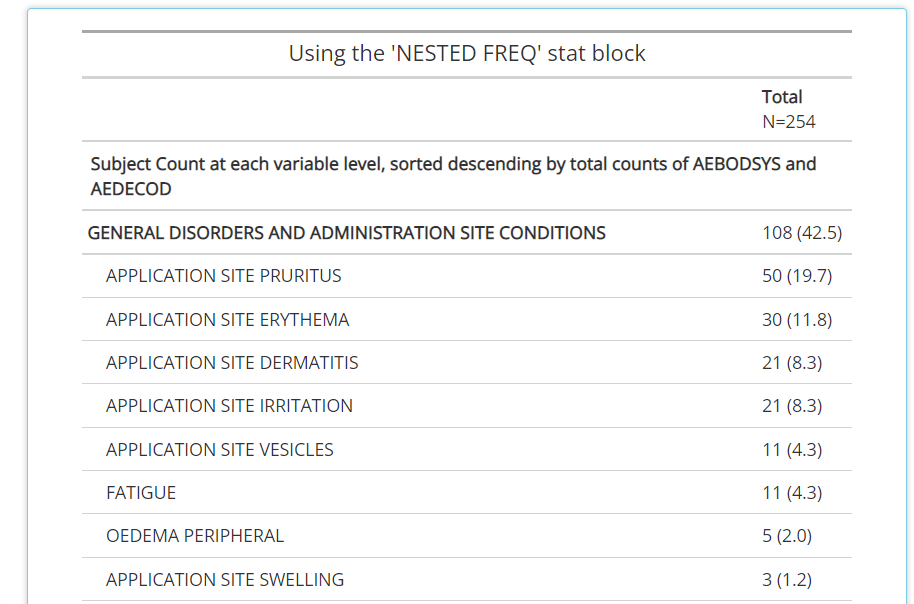 Using the 'NESTED FREQ' stat block
Total
N=254
Subject Count at each variable level, sorted descending by total counts of AEBODSYS and
AEDECOD
GENERAL DISORDERS AND ADMINISTRATION SITE CONDITIONS 108 (42.5)
APPLICATION SITE PRURITUS 50 (19.7)
APPLICATION SITE ERYTHEMA 30 (11.8)
APPLICATION SITE DERMATITIS 21 (8.3)
APPLICATION SITE IRRITATION 21 (8.3)
APPLICATION SITE VESICLES 11 (4.3)
FATIGUE 11 (4.3)
OEDEMA PERIPHERAL 5 (2.0)
APPLICATION SITE SWELLING 3 (1.2)